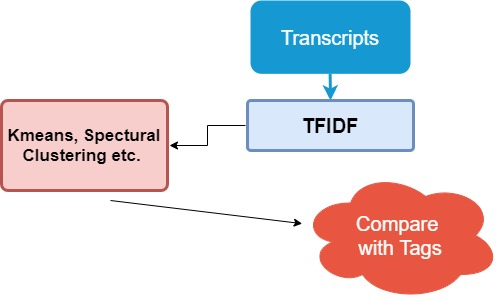 Transcripts
TFIDF
Kmeans, Spectural
Clustering etc.
Compare
with Tags